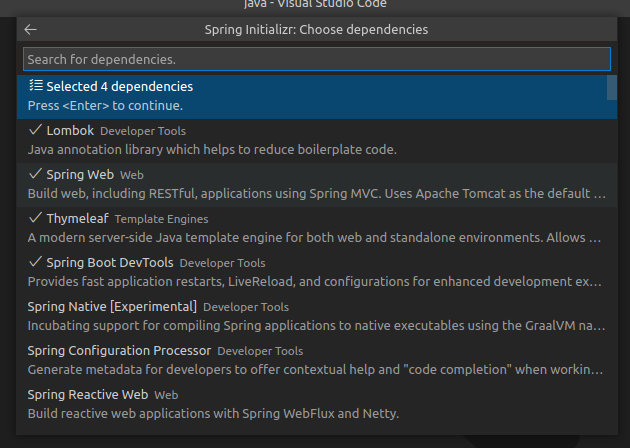 Java - Visual Studio Code
Spring Initializr: Choose dependencies
Search for dependencies.
Selected 4 dependencies
Press <Enter> to continue.
Lombok Developer Tools
Java annotation library which helps to reduce boilerplate code.
Spring Web Web
Build web, including RESTful, applications using Spring MVC. Uses Apache Tomcat as the default ...
Thymeleaf Template Engines
A modern server-side Java template engine for both web and standalone environments. Allows ...
Spring Boot DevTools Developer Tools
Provides fast application restarts, LiveReload, and configurations for enhanced development ex...
Spring Native [Experimental] Developer Tools
Incubating support for compiling Spring applications to native executables using the GraalVM na...
Spring Configuration Processor Developer Tools
Generate metadata for developers to offer contextual help and "code completion" when workin...
Spring Reactive Web Web
Build reactive web applications with Spring WebFlux and Netty.